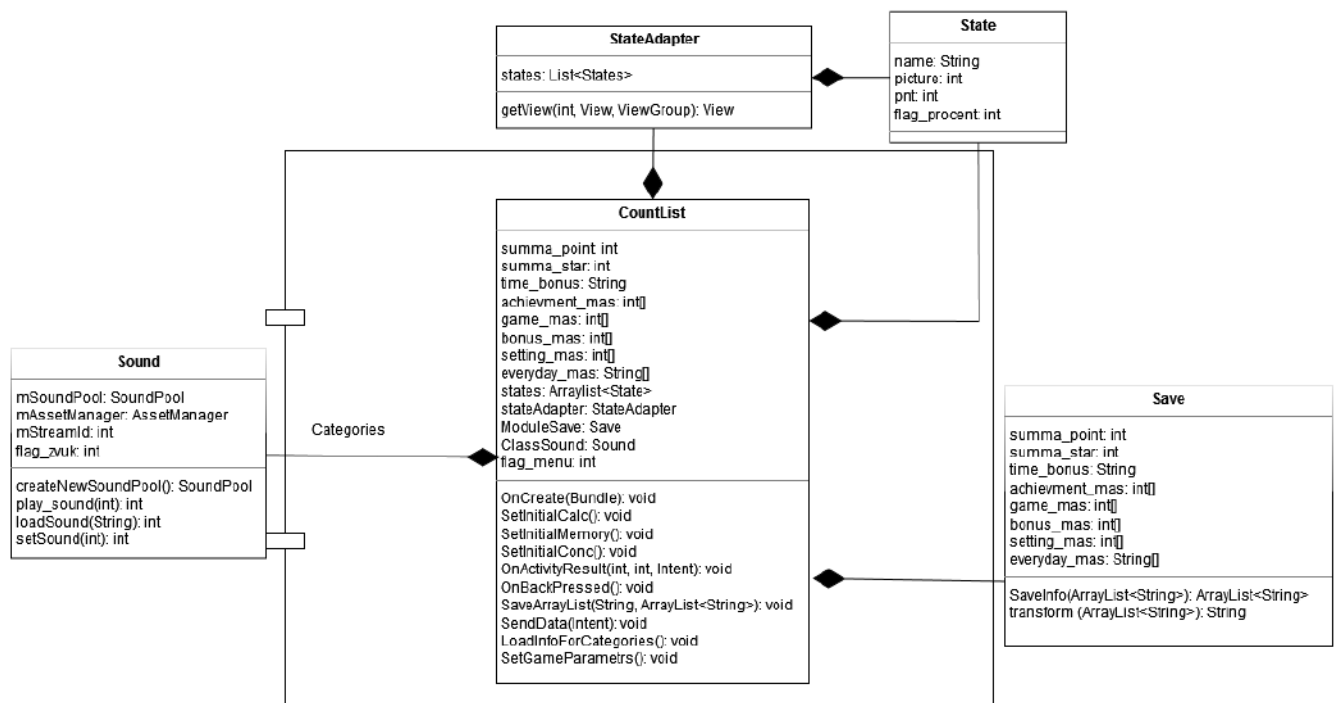 StateAdapter
states: List<States>
getView(int, View, ViewGroup): View
State
name: String
picture: int
pnt: int
flag_procent: int
CountList
summa_point: int
summa_star: int
time_bonus: String
achievment_mas: int[]
game_mas: int[]
bonus_mas: int[]
setting_mas: int[]
everyday_mas: String[]
states: Arraylist<State>
stateAdapter: StateAdapter
ModuleSave: Save
ClassSound: Sound
flag_menu: int
OnCreate(Bundle): void
SetInitialCalc(): void
SetInitialMemory(): void
SetInitialConc(): void
OnActivityResult(int, int, Intent): void
OnBackPressed(): void
SaveArrayList(String, ArrayList<String>): void
SendData(Intent): void
LoadInfoForCategories(): void
SetGameParametrs(): void
Sound
mSoundPool: SoundPool
mAssetManager: AssetManager
mStreamId: int
flag_zvuk: int
createNewSoundPool(): SoundPool
play_sound(int): int
loadSound(String): int
setSound(int): int
Categories
Save
summa_point: int
summa_star: int
time_bonus: String
achievment_mas: int[]
game_mas: int[]
bonus_mas: int[]
setting_mas: int[]
everyday_mas: String[]
SaveInfo(ArrayList<String>): ArrayList<String>
transform (ArrayList<String>): String